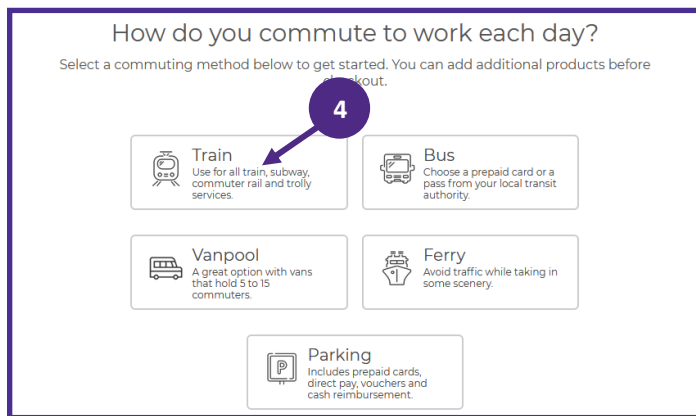 How do you commute to work each day?
Select a commuting method below to get started. You can add additional products before
checkout.
4
Train
Use for all train, subway,
commuter rail and trolly
services.
Bus
Choose a prepaid card or a
pass from your local transit
authority.
Vanpool
A great option with vans
that hold 5 to 15
commuters.
Ferry
Avoid traffic while taking in
some scenery.
P
Parking
Includes prepaid cards,
direct pay, vouchers and
cash reimbursement.